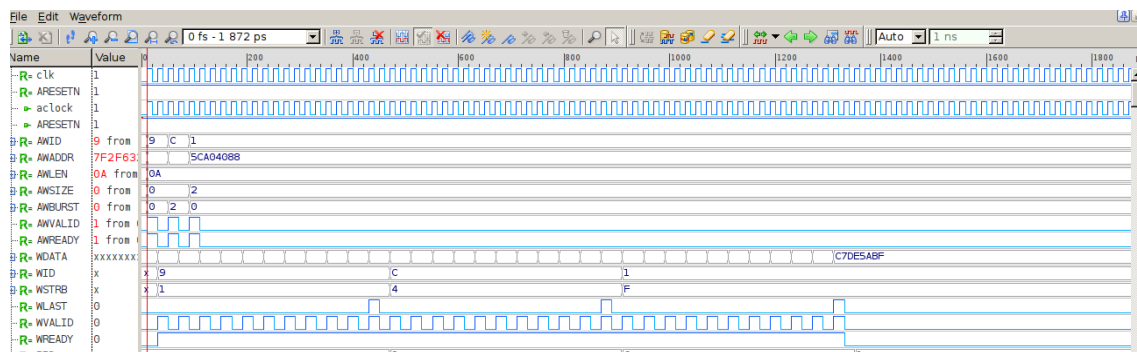 File Edit Waveform
0 fs - 1 872 ps Auto 1 ns
Name Value 0 200 400 600 800 1000 1200 1400 1600 1800
R= clk 1
R= ARESETN 1
aclock 1
ARESETN 1
R= AWID 9 from 9 C 1
R= AWADDR 7F2F63 5CA04088
R= AWLEN 0A from 0A
R= AWSIZE 0 from 0 2
R= AWBURST 0 from 0 2 0
R= AWVALID 1 from
R= AWREADY 1 from
R= WDATA xxxxxxx C7DE5ABF
R= WID x x 9 C 1
R= WSTRB x x 1 4 F
R= WLAST 0
R= WVALID 0
R= WREADY 0